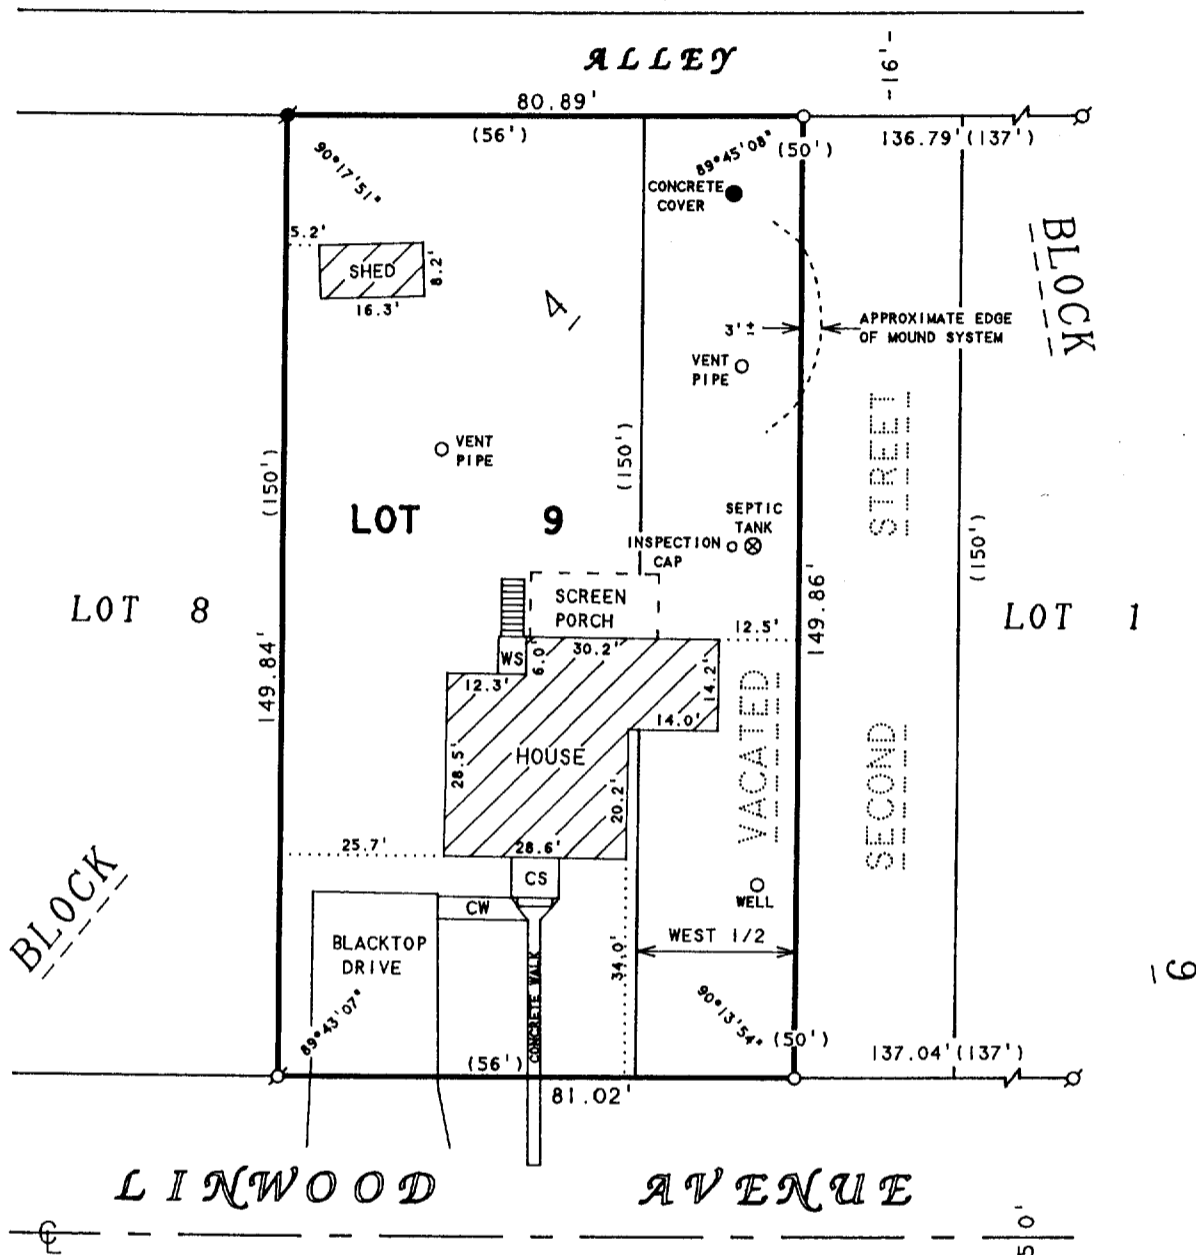 ALLEY
-16'-
80.89'
(56')
(50')
136.79'(137')
90°17'51"
89°45'08"
CONCRETE
COVER
BLOCK
5.2'
SHED
8.2'
16.3'
4
3'±
APPROXIMATE EDGE
OF MOUND SYSTEM
VENT
PIPE
VENT
PIPE
(150')
(150')
STREET
LOT 9
SEPTIC
TANK
INSPECTION
CAP
(150')
SCREEN
PORCH
LOT 8
149.86'
LOT 1
12.5'
WS
6.0'
30.2'
149.84'
12.3'
14.2'
14.0'
VACATED
HOUSE
28.5'
20.2'
SECOND
25.7'
28.6'
CS
WELL
CW
BLOCK
BLACKTOP
DRIVE
CONCRETE WALK
34.0'
WEST 1/2
9
89°43'07"
90°13'54"
(56')
(50')
137.04'(137')
81.02'
LINWOOD AVENUE
50'